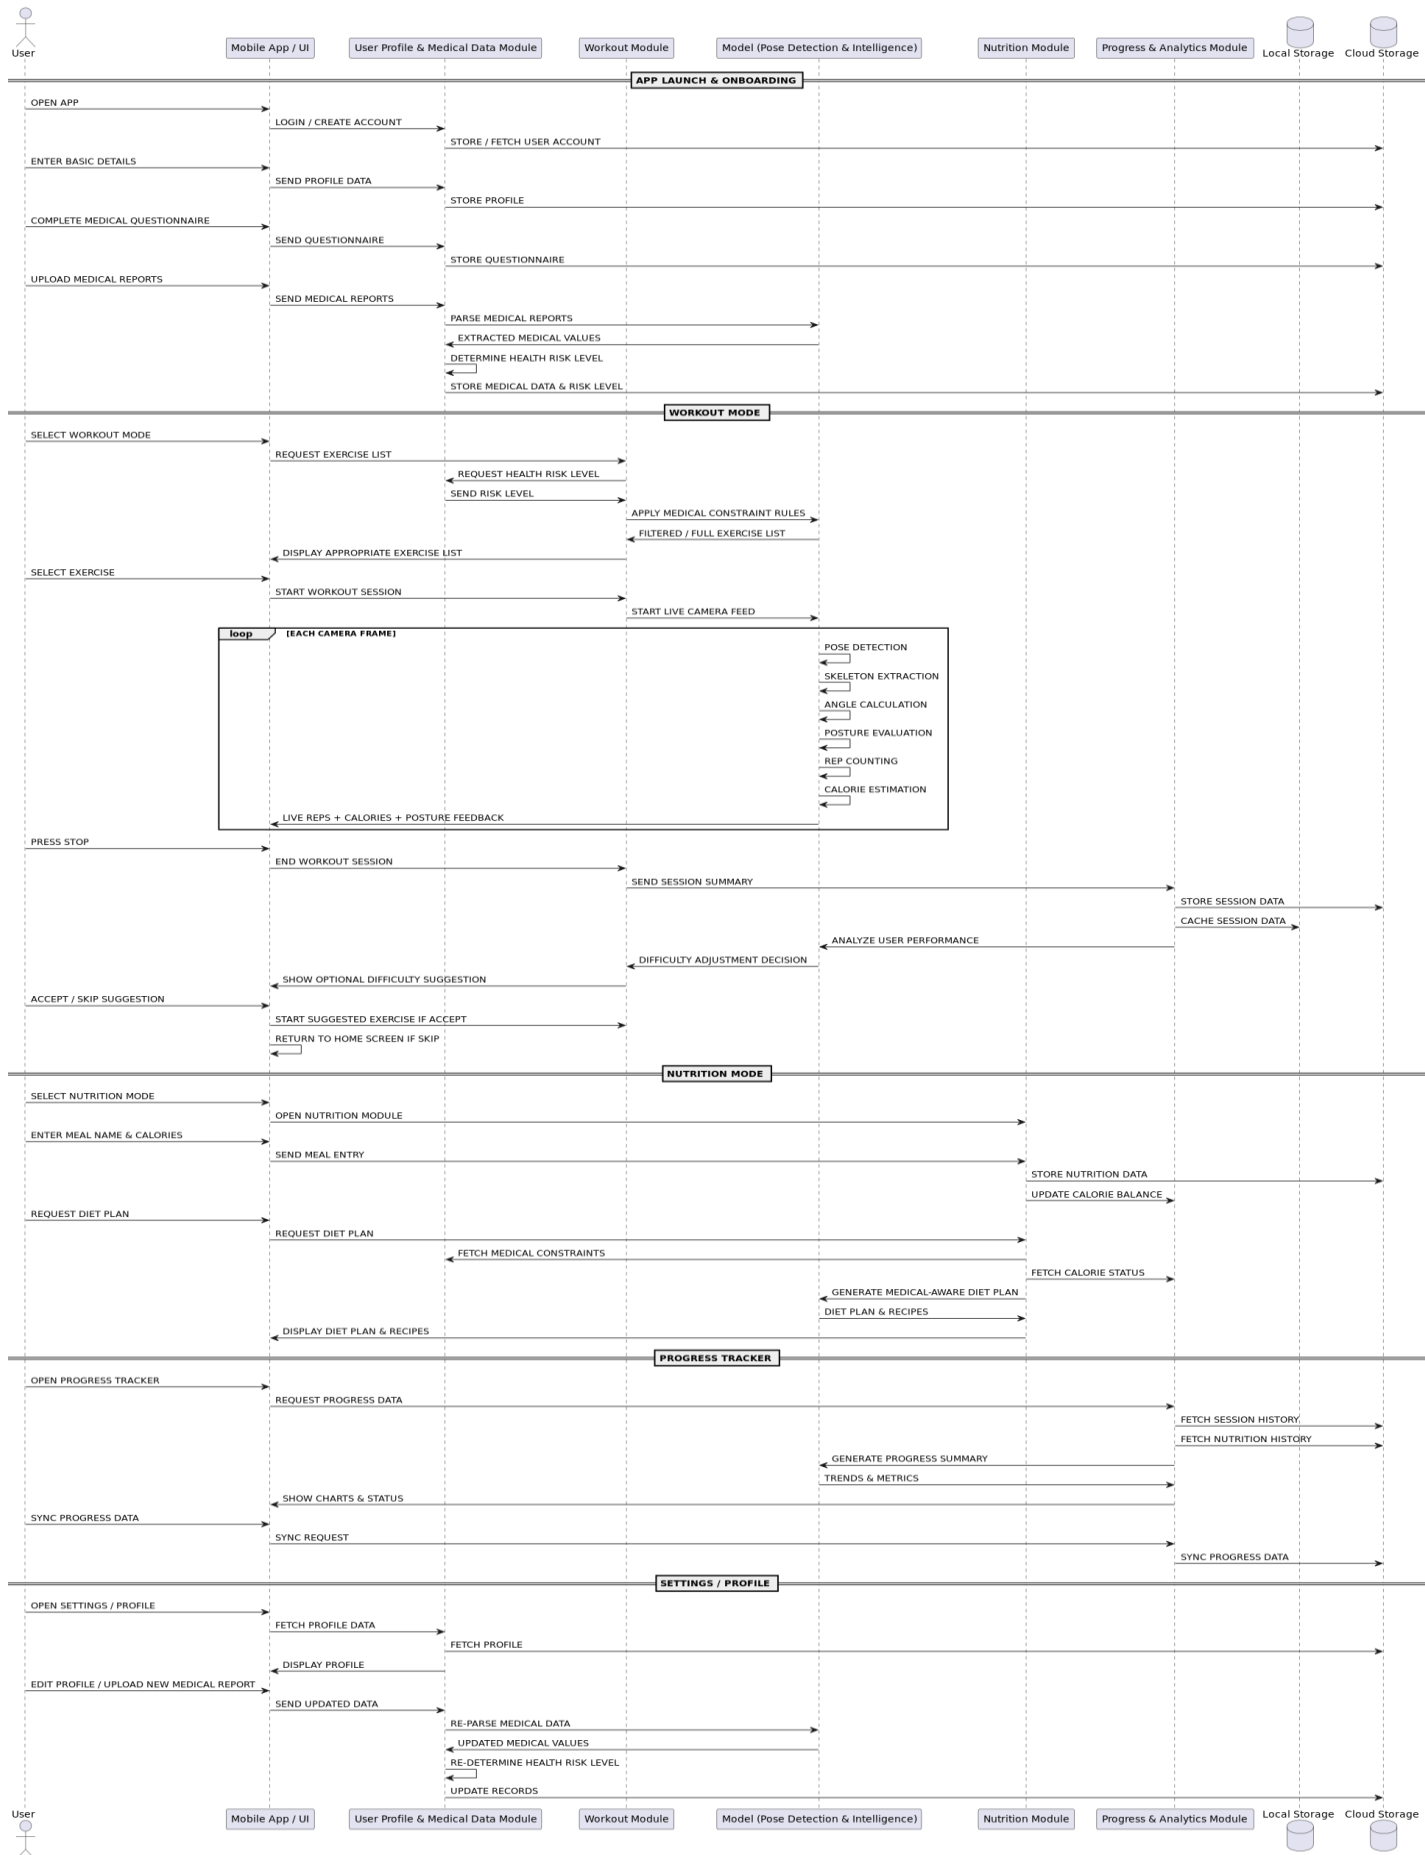 User
Mobile App / UI
User Profile & Medical Data Module
Workout Module
Model (Pose Detection & Intelligence)
Nutrition Module
Progress & Analytics Module
Local Storage
Cloud Storage
APP LAUNCH & ONBOARDING
OPEN APP
LOGIN / CREATE ACCOUNT
STORE / FETCH USER ACCOUNT
ENTER BASIC DETAILS
SEND PROFILE DATA
STORE PROFILE
COMPLETE MEDICAL QUESTIONNAIRE
SEND QUESTIONNAIRE
STORE QUESTIONNAIRE
UPLOAD MEDICAL REPORTS
SEND MEDICAL REPORTS
PARSE MEDICAL REPORTS
EXTRACTED MEDICAL VALUES
DETERMINE HEALTH RISK LEVEL
STORE MEDICAL DATA & RISK LEVEL
WORKOUT MODE
SELECT WORKOUT MODE
REQUEST EXERCISE LIST
REQUEST HEALTH RISK LEVEL
SEND RISK LEVEL
APPLY MEDICAL CONSTRAINT RULES
FILTERED / FULL EXERCISE LIST
DISPLAY APPROPRIATE EXERCISE LIST
SELECT EXERCISE
START WORKOUT SESSION
START LIVE CAMERA FEED
loop [EACH CAMERA FRAME]
POSE DETECTION
SKELETON EXTRACTION
ANGLE CALCULATION
POSTURE EVALUATION
REP COUNTING
CALORIE ESTIMATION
LIVE REPS + CALORIES + POSTURE FEEDBACK
PRESS STOP
END WORKOUT SESSION
SEND SESSION SUMMARY
STORE SESSION DATA
CACHE SESSION DATA
ANALYZE USER PERFORMANCE
DIFFICULTY ADJUSTMENT DECISION
SHOW OPTIONAL DIFFICULTY SUGGESTION
ACCEPT / SKIP SUGGESTION
START SUGGESTED EXERCISE IF ACCEPT
RETURN TO HOME SCREEN IF SKIP
NUTRITION MODE
SELECT NUTRITION MODE
OPEN NUTRITION MODULE
ENTER MEAL NAME & CALORIES
SEND MEAL ENTRY
STORE NUTRITION DATA
UPDATE CALORIE BALANCE
REQUEST DIET PLAN
REQUEST DIET PLAN
FETCH MEDICAL CONSTRAINTS
FETCH CALORIE STATUS
GENERATE MEDICAL-AWARE DIET PLAN
DIET PLAN & RECIPES
DISPLAY DIET PLAN & RECIPES
PROGRESS TRACKER
OPEN PROGRESS TRACKER
REQUEST PROGRESS DATA
FETCH SESSION HISTORY
FETCH NUTRITION HISTORY
GENERATE PROGRESS SUMMARY
TRENDS & METRICS
SHOW CHARTS & STATUS
SYNC PROGRESS DATA
SYNC REQUEST
SYNC PROGRESS DATA
SETTINGS / PROFILE
OPEN SETTINGS / PROFILE
FETCH PROFILE DATA
FETCH PROFILE
DISPLAY PROFILE
EDIT PROFILE / UPLOAD NEW MEDICAL REPORT
SEND UPDATED DATA
RE-PARSE MEDICAL DATA
UPDATED MEDICAL VALUES
RE-DETERMINE HEALTH RISK LEVEL
UPDATE RECORDS
User
Mobile App / UI
User Profile & Medical Data Module
Workout Module
Model (Pose Detection & Intelligence)
Nutrition Module
Progress & Analytics Module
Local Storage
Cloud Storage